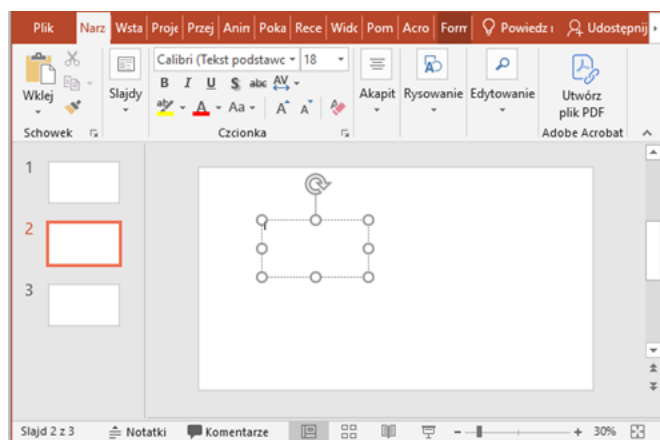 Plik Narz Wsta Proje Przej Anim Poka Rece Widc Pom Acro Form Powiedz i Udostępnij
Calibri (Tekst podstawc 18
B I U S abc AV
Wklej Slajdy aby A Aa A A Akapit Rysowanie Edytowanie Utwórz
plik PDF
Schowek Czcionka Adobe Acrobat
1
2
3
Slajd 2 z 3 Notatki Komentarze 30%